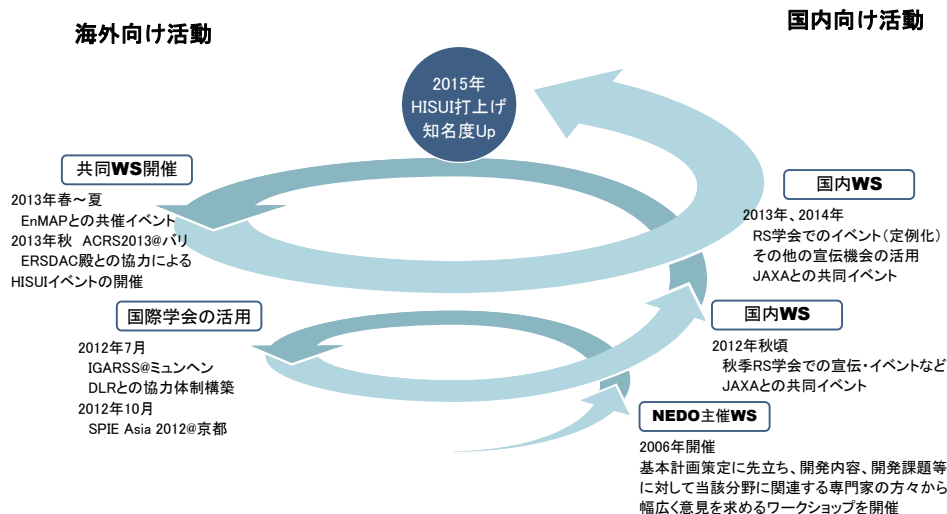 海外向け活動
国内向け活動
2015年
HISUI打上げ
知名度Up
共同WS開催
2013年春～夏
EnMAPとの共催イベント
2013年秋 ACRS2013@バリ
ERSDAC殿との協力による
HISUIイベントの開催
国内WS
2013年、2014年
RS学会でのイベント(定例化)
その他の宣伝機会の活用
JAXAとの共同イベント
国際学会の活用
2012年7月
IGARSS@ミュンヘン
DLRとの協力体制構築
2012年10月
SPIE Asia 2012@京都
国内WS
2012年秋頃
秋季RS学会での宣伝・イベントなど
JAXAとの共同イベント
NEDO主催WS
2006年開催
基本計画策定に先立ち、開発内容、開発課題等
に対して当該分野に関連する専門家の方々から
幅広く意見を求めるワークショップを開催